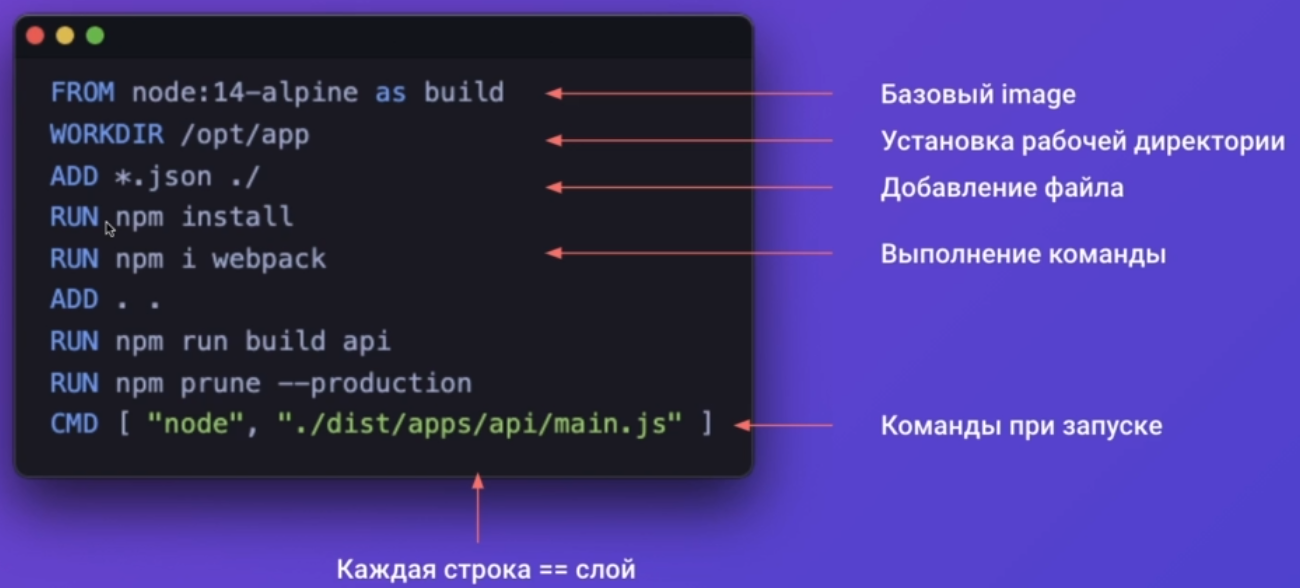 FROM node:14-alpine as build
WORKDIR /opt/app
ADD *.json ./
RUN npm install
RUN npm i webpack
ADD . .
RUN npm run build api
RUN npm prune --production
CMD [ "node", "./dist/apps/api/main.js" ]
Базовый image
Установка рабочей директории
Добавление файла
Выполнение команды
Команды при запуске
Каждая строка == слой